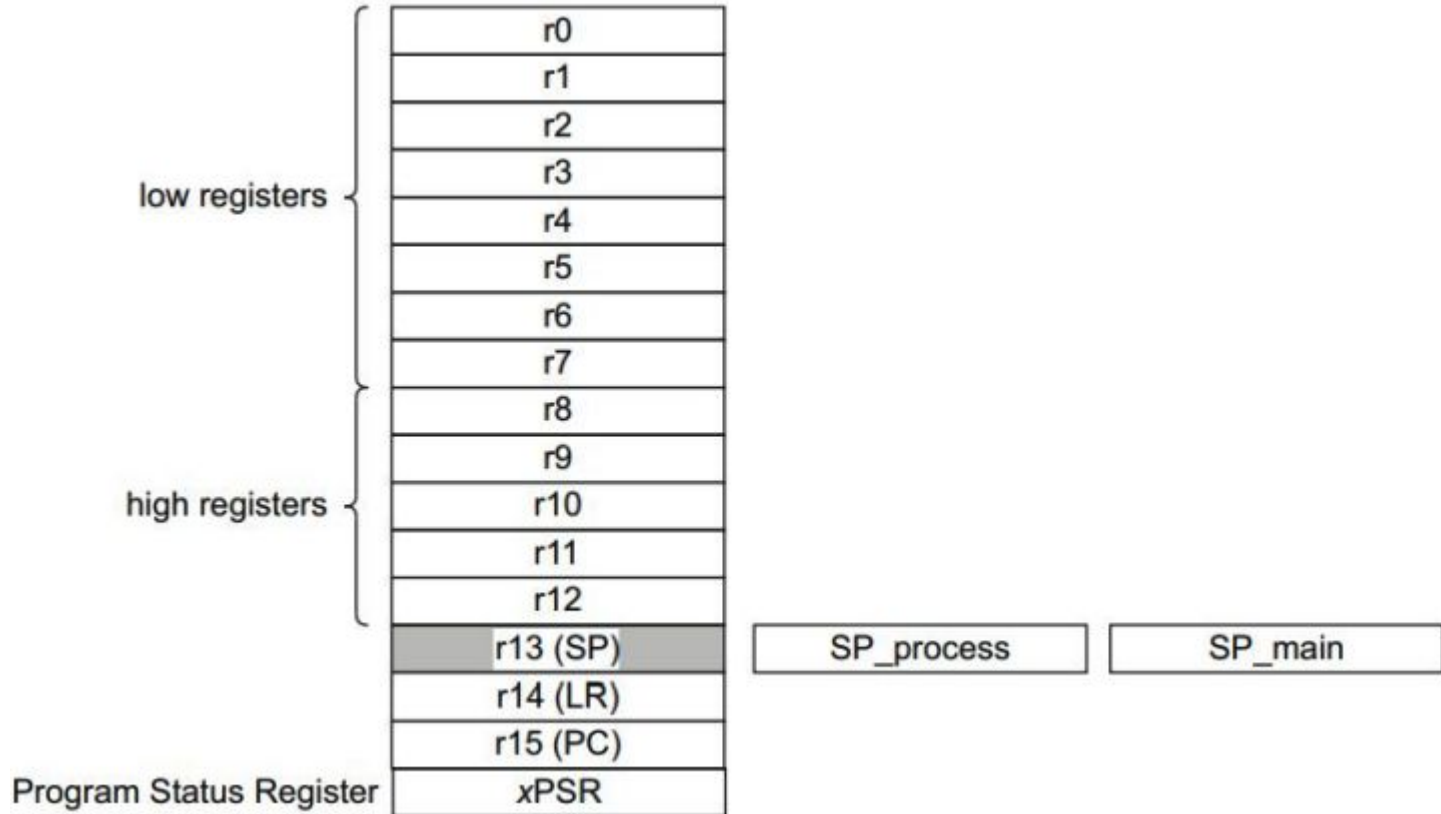 r0
r1
r2
r3
low registers
r4
r5
r6
r7
r8
r9
high registers r10
r11
r12
r13 (SP) SP_process SP_main
r14 (LR)
r15 (PC)
Program Status Register xPSR